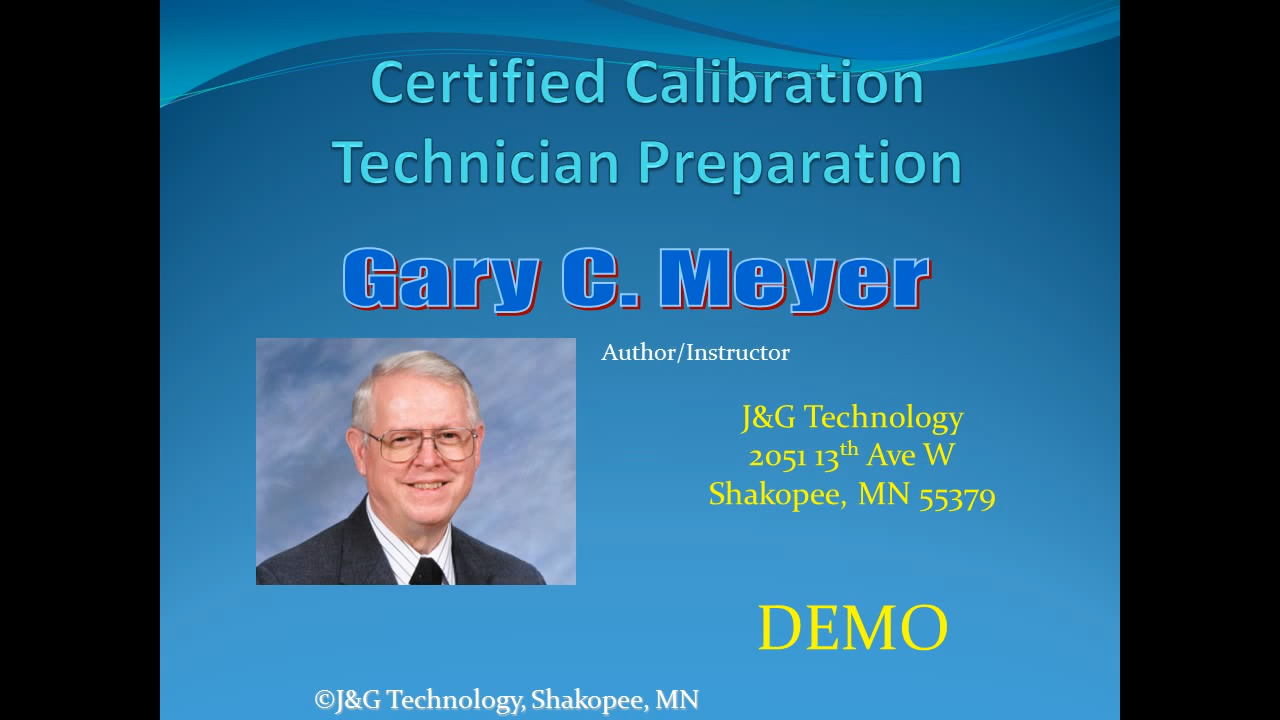 Certified Calibration
Technician Preparation
Gary C. Meyer
Author/Instructor
J&G Technology
2051 13th Ave W
Shakopee, MN 55379
DEMO
©J&G Technology, Shakopee, MN